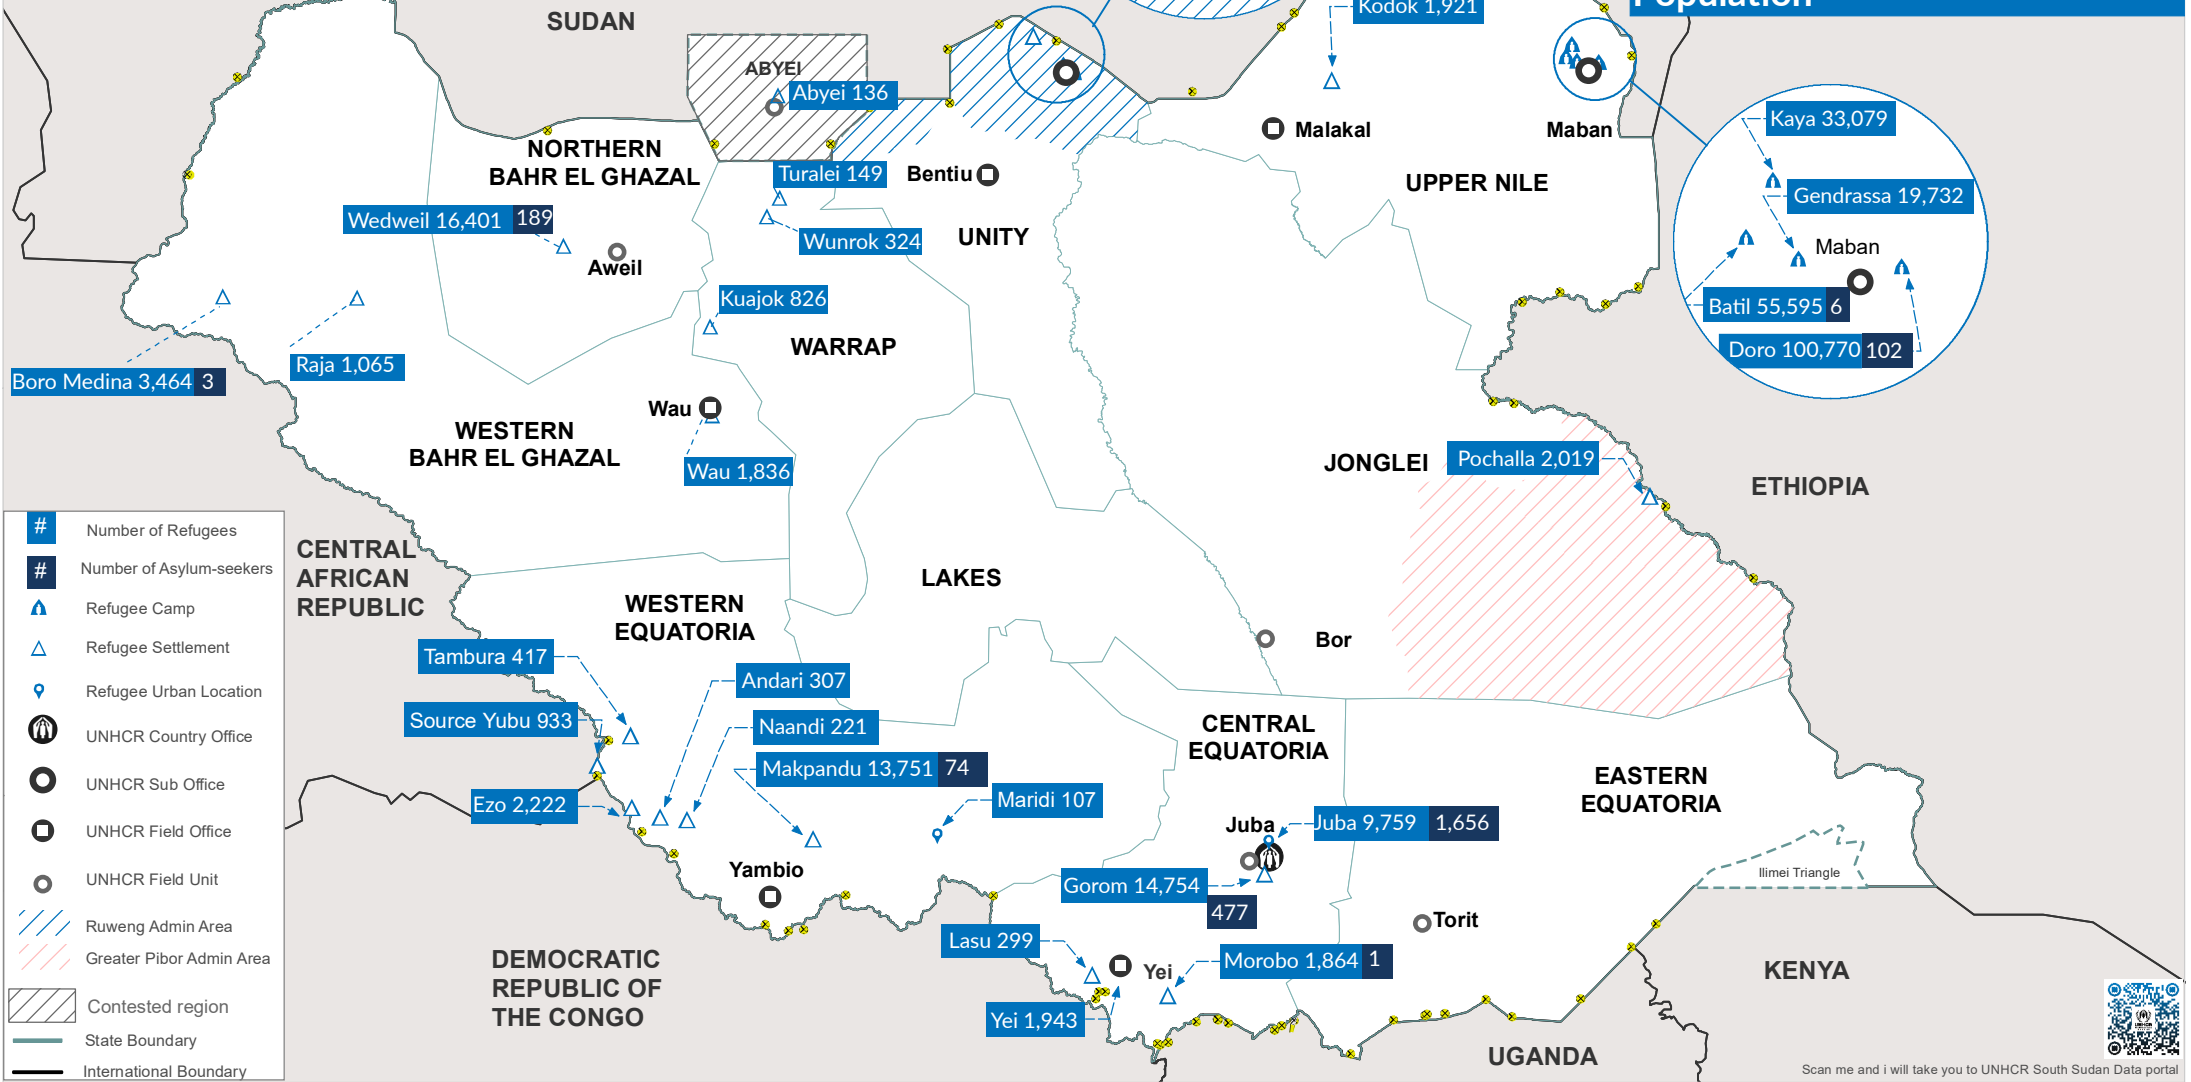 SUDAN
Kodok 1,921
Population
ABYEI
Abyei 136
Malakal
Maban
Kaya 33,079
NORTHERN
BAHR EL GHAZAL
Turalei 149
Bentiu
UPPER NILE
Gendrassa 19,732
Wedweil 16,401 189
Wunrok 324
UNITY
Maban
Aweil
Kuajok 826
Batil 55,595 6
WARRAP
Doro 100,770 102
Raja 1,065
Boro Medina 3,464 3
Wau
WESTERN
BAHR EL GHAZAL
Wau 1,836
JONGLEI
Pochalla 2,019
ETHIOPIA
# Number of Refugees
# Number of Asylum-seekers
Refugee Camp
Refugee Settlement
Refugee Urban Location
UNHCR Country Office
UNHCR Sub Office
UNHCR Field Office
UNHCR Field Unit
Ruweng Admin Area
Greater Pibor Admin Area
Contested region
State Boundary
International Boundary
CENTRAL
AFRICAN
REPUBLIC
LAKES
WESTERN
EQUATORIA
Bor
Tambura 417
Andari 307
Source Yubu 933
Naandi 221
CENTRAL
EQUATORIA
Makpandu 13,751 74
Maridi 107
EASTERN
EQUATORIA
Ezo 2,222
Juba
Juba 9,759 1,656
Yambio
Gorom 14,754
477
Ilimei Triangle
Torit
Lasu 299
Yei
Morobo 1,864 1
Yei 1,943
DEMOCRATIC
REPUBLIC OF
THE CONGO
KENYA
UGANDA
Scan me and i will take you to UNHCR South Sudan Data portal